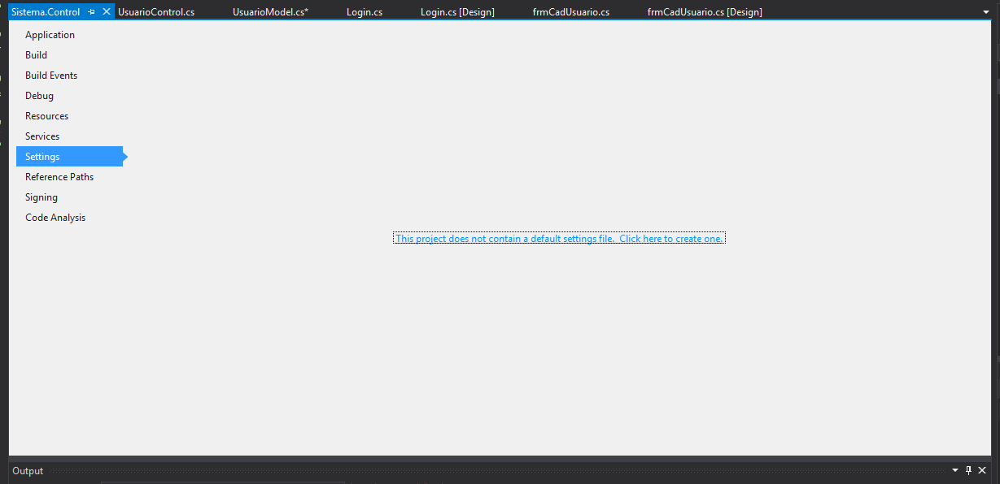 Sistema.Control UsuarioControl.cs UsuarioModel.cs* Login.cs Login.cs [Design] frmCadUsuario.cs frmCadUsuario.cs [Design]
Application
Build
Build Events
Debug
Resources
Services
Settings
Reference Paths
Signing
Code Analysis
This project does not contain a default settings file.  Click here to create one.
Output